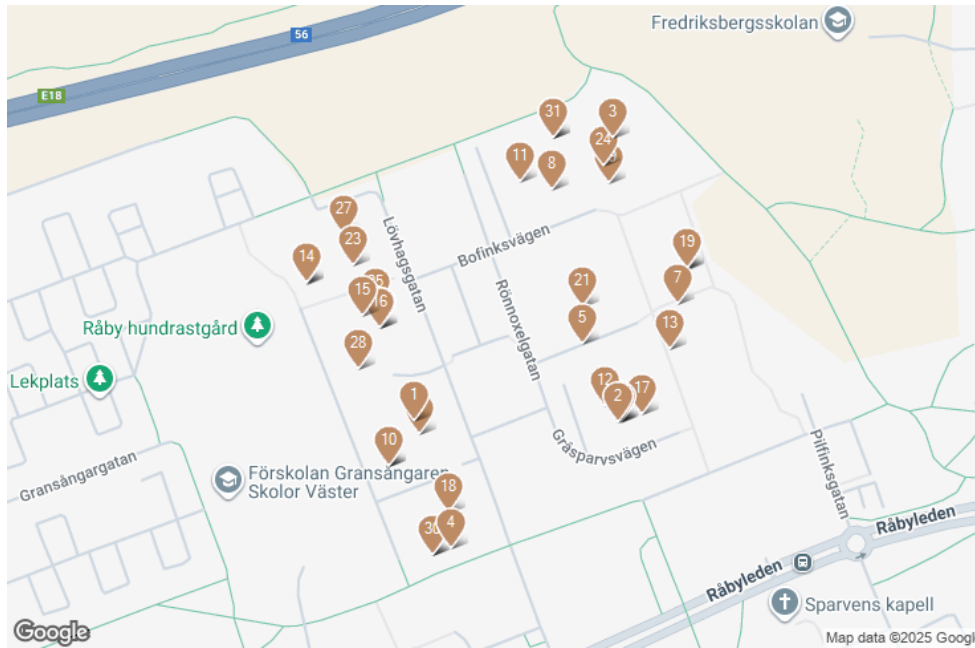 Fredriksbergsskolan
56
E18
31
3
24
11
8
27
23
14
19
Lövhagsgatan
Bofinksvägen
Rönnoxelgatan
7
21
15
16
5
13
Råby hundrastgård
28
Lekplats
12
17
1
2
10
Gråsparvsvägen
Gransångargatan
Förskolan Gransångaren
Skolor Väster
18
4
Pilfinksgatan
Råbyleden
Råbyleden
Sparvens kapell
Google
Map data ©2025 Google